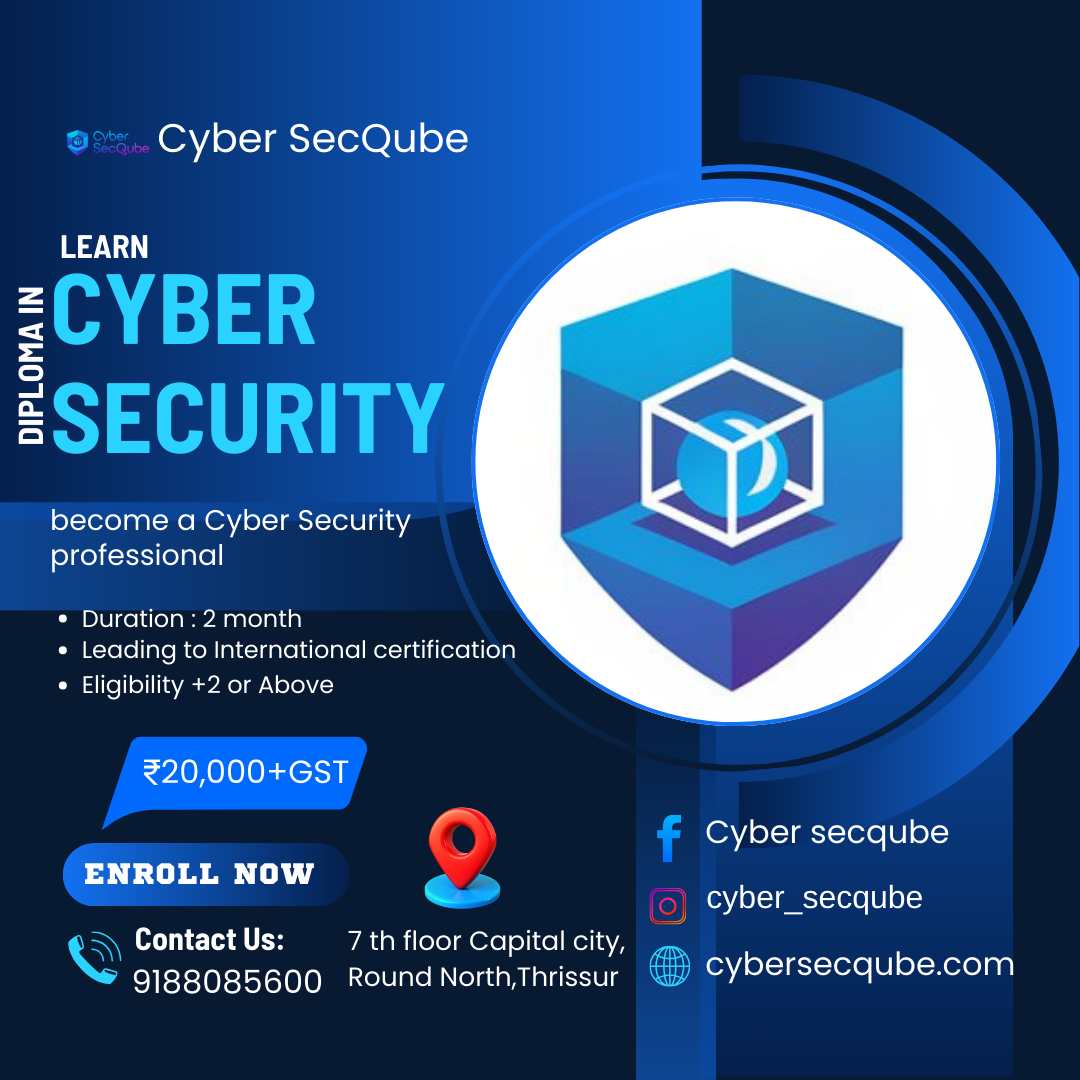 Cyber
SecQube
Cyber SecQube
LEARN
DIPLOMA IN
CYBER
SECURITY
become a Cyber Security
professional
• Duration : 2 month
• Leading to International certification
• Eligibility +2 or Above
₹20,000+GST
ENROLL NOW
Contact Us:
9188085600
7 th floor Capital city,
Round North,Thrissur
Cyber secqube
cyber_secqube
cybersecqube.com